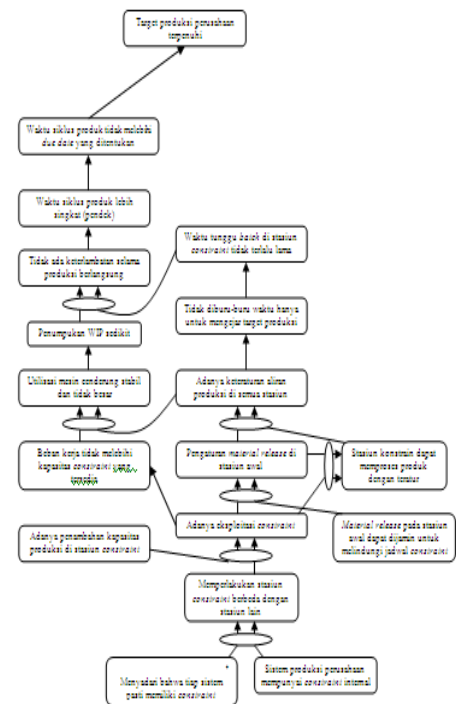 Target produksi perusahaan
terpenuhi
Waktu siklus produk tidak melebihi
due date yang ditentukan
Waktu siklus produk lebih
singkat (pendek)
Tidak ada keterlambatan selama
produksi berlangsung
Waktu tunggu batch di stasiun
constraint tidak terlalu lama
Penumpukan WIP sedikit
Tidak diburu-buru waktu hanya
untuk mengejar target produksi
Utilisasi mesin cenderung stabil
dan tidak besar
Adanya keteraturan aliran
produksi di semua stasiun
Beban kerja tidak melebihi
kapasitas constraint yang
tersedia
Pengaturan material release di
stasiun awal
Stasiun konstrain dapat
memproses produk
dengan teratur
Adanya penambahan kapasitas
produksi di stasiun constraint
Adanya eksploitasi constraint
Material release pada stasiun
awal dapat dijamin untuk
melindungi jadwal constraint
Memperlakukan stasiun
constraint berbeda dengan
stasiun lain
Menyadari bahwa tiap sistem
pasti memiliki constraint
Sistem produksi perusahaan
mempunyai constraint internal